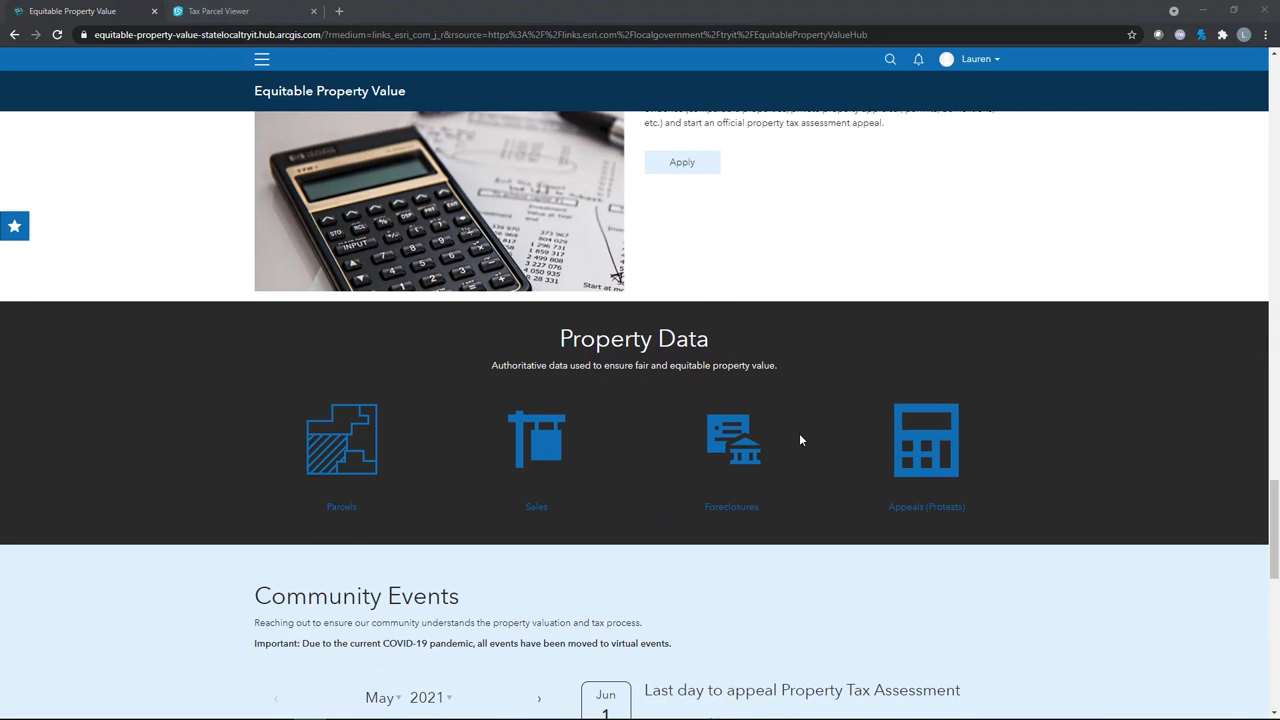 Equitable Property Value
Tax Parcel Viewer
equitable-property-value-statelocaltryit.hub.arcgis.com/?rmedium=links_esri_com_j_r&rsource=https%3A%2F%2Flinks.esri.com%2Flocalgovernment%2Ftryit%2FEquitablePropertyValueHub
L
Lauren
Equitable Property Value
etc.) and start an official property tax assessment appeal.
Apply
Property Data
Authoritative data used to ensure fair and equitable property value.
Parcels
Sales
Foreclosures
Appeals (Protests)
Community Events
Reaching out to ensure our community understands the property valuation and tax process.
Important: Due to the current COVID-19 pandemic, all events have been moved to virtual events.
May 2021
Jun
1
Last day to appeal Property Tax Assessment